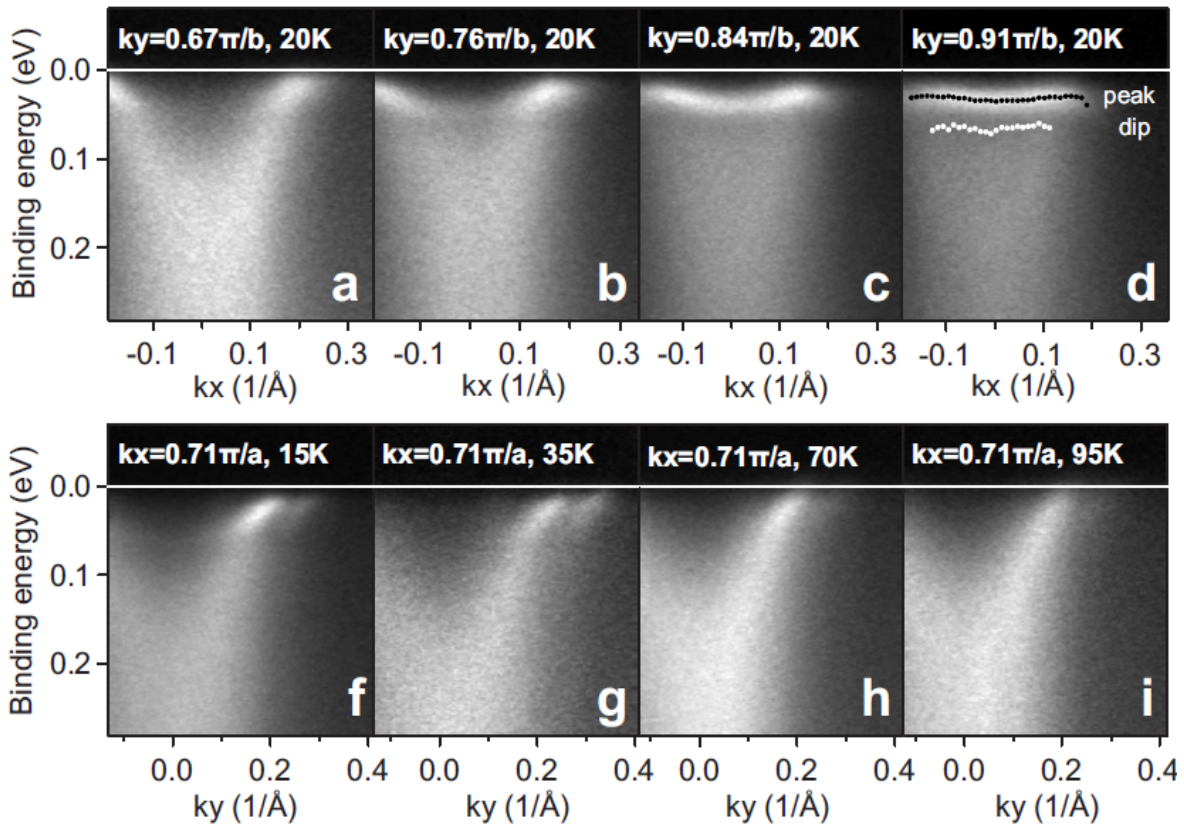 ky=0.67π/b, 20K ky=0.76π/b, 20K ky=0.84π/b, 20K ky=0.91π/b, 20K
Binding energy (eV)
0.0
0.1
0.2
peak
dip
a b c d
-0.1 0.1 0.3 -0.1 0.1 0.3 -0.1 0.1 0.3 -0.1 0.1 0.3
kx (1/Å) kx (1/Å) kx (1/Å) kx (1/Å)
kx=0.71π/a, 15K kx=0.71π/a, 35K kx=0.71π/a, 70K kx=0.71π/a, 95K
Binding energy (eV)
0.0
0.1
0.2
f g h i
0.0 0.2 0.4 0.0 0.2 0.4 0.0 0.2 0.4 0.0 0.2 0.4
ky (1/Å) ky (1/Å) ky (1/Å) ky (1/Å)